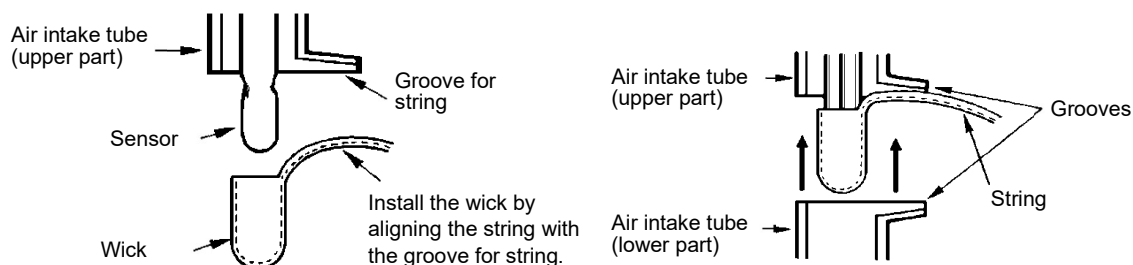 Air intake tube
(upper part)
Groove for
string
Sensor
Install the wick by
aligning the string with
the groove for string.
Wick
Air intake tube
(upper part)
Grooves
String
Air intake tube
(lower part)